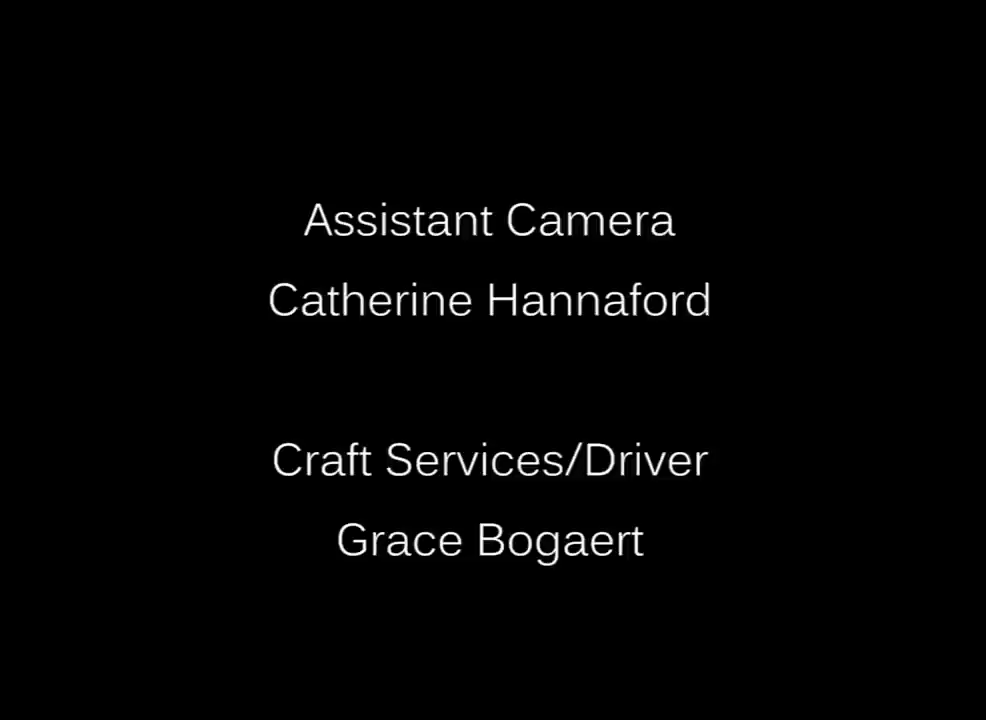 Assistant Camera
Catherine Hannaford
Craft Services/Driver
Grace Bogaert